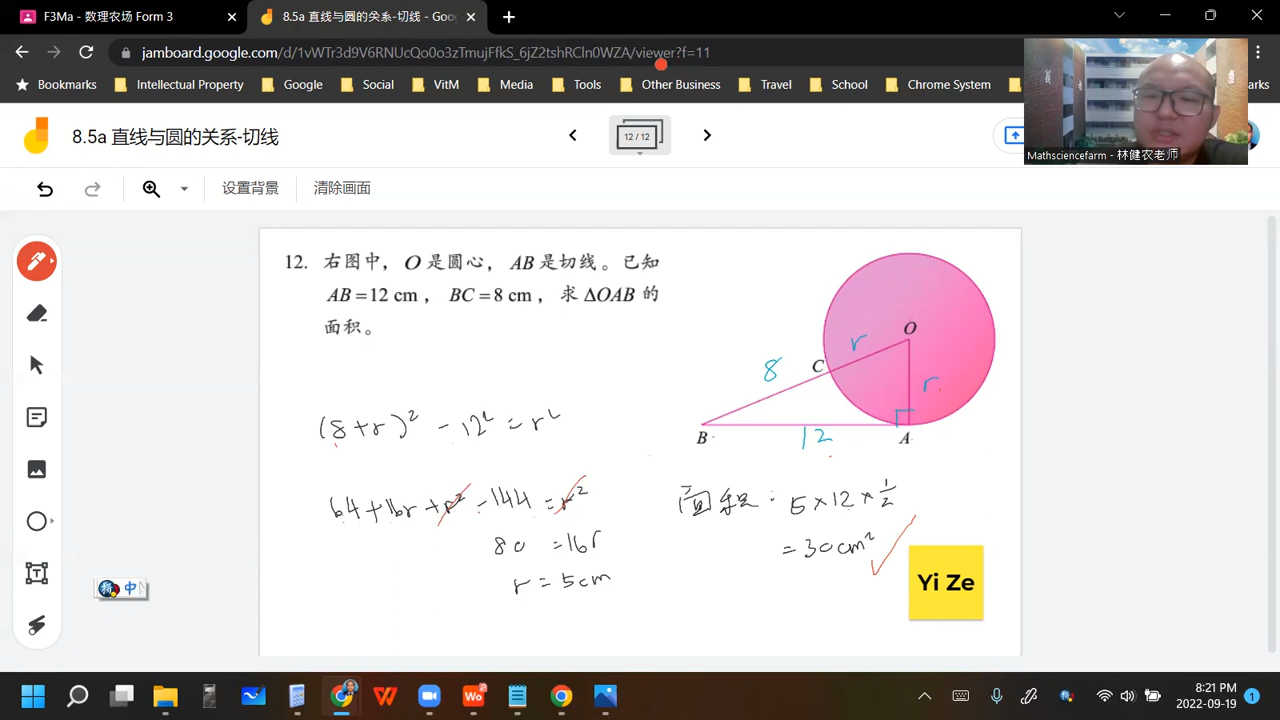 F3Ma - 数理农场 Form 3
8.5a 直线与圆的关系-切线 - Goo
jamboard.google.com/d/1vWTr3d9V6RNUcOoOo3zTmujFfkS_6jZ2tshRCln0WZA/viewer?f=11
Bookmarks Intellectual Property Google Social VitM Media Tools Other Business Travel School Chrome System
8.5a 直线与圆的关系-切线
12 / 12
Mathsciencefarm - 林健农老师
设置背景 清除画面
12. 右图中，O 是圆心，AB 是切线。已知
AB = 12 cm ，BC = 8 cm ，求 ΔOAB 的
面积。
O
r
C
8
r
B
12
A
(8+r)² - 12² = r²
64+16r+r² -144 = r²
80 = 16r
r = 5cm
面积: 5×12×½
= 30cm²
Yi Ze
中
8:21 PM
2022-09-19
1